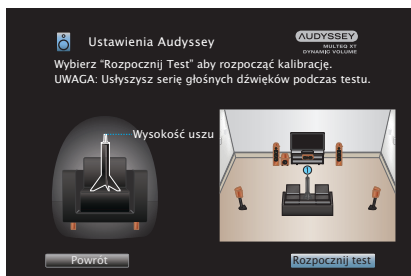 Ustawienia Audyssey
AUDYSSEY
MULTEQ XT
DYNAMIC VOLUME
Wybierz “Rozpocznij Test” aby rozpocząć kalibrację.
UWAGA: Usłyszysz serię głośnych dźwięków podczas testu.
Wysokość uszu
1
Powrót
Rozpocznij test